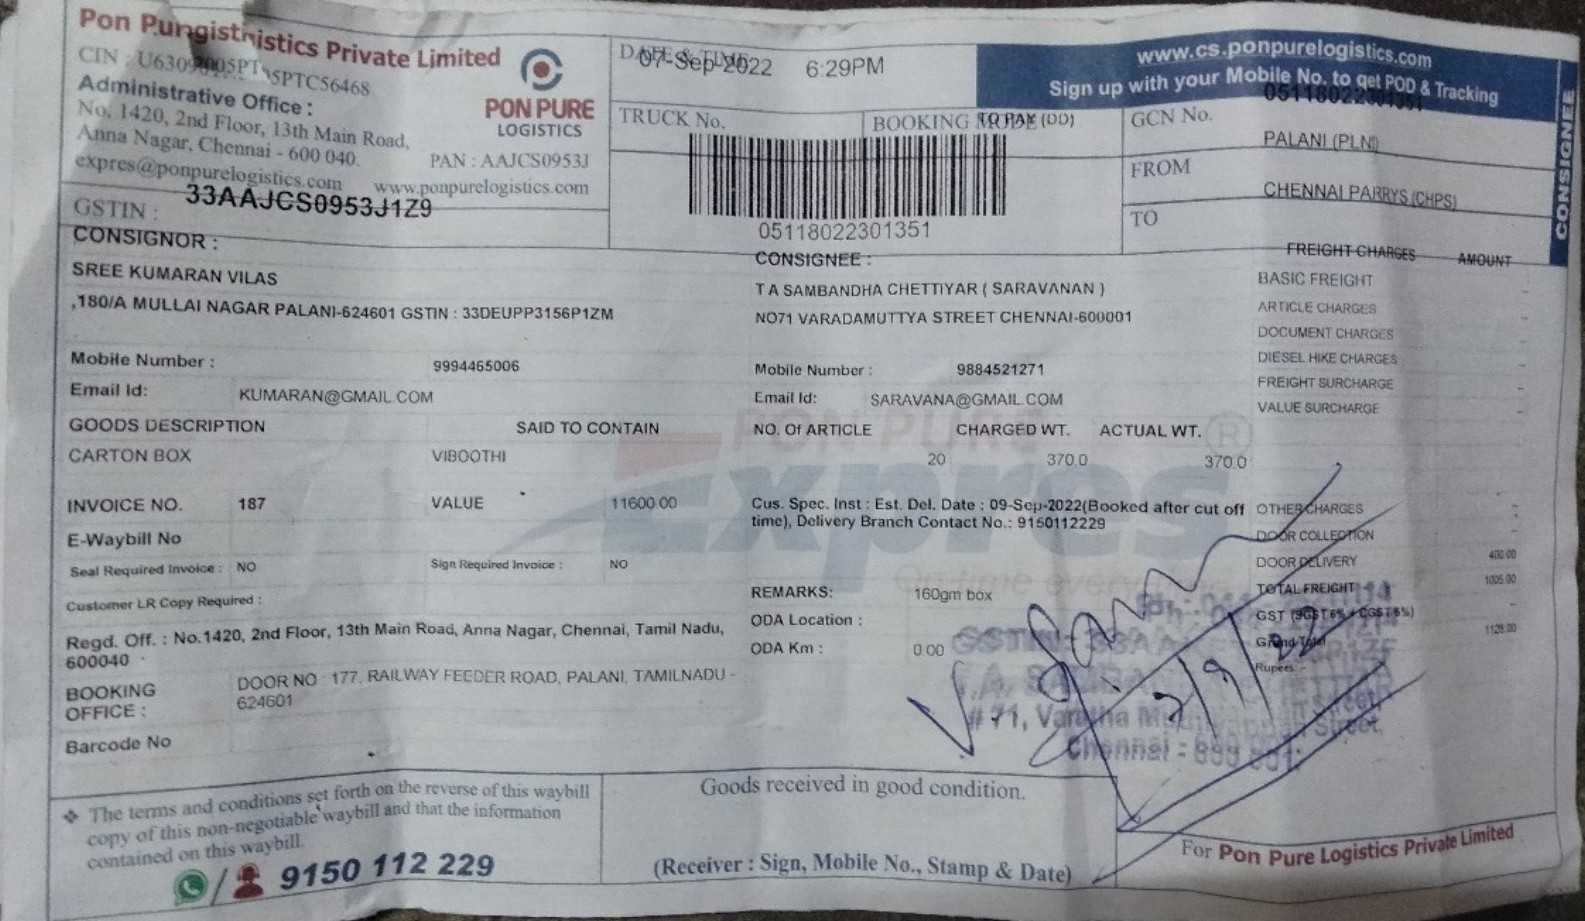 Pon Pure Logistics Private Limited
CIN :
Administrative Office :
No. 1420, 2nd Floor, 13th Main Road,
Anna Nagar, Chennai - 600 040.
expres@ponpurelogistics.com
PAN : AAJCS0953J
www.ponpurelogistics.com
GSTIN : 33AAJCS0953J1Z9
PON PURE
LOGISTICS
DATE & TIME 07-Sep-2022 6:29PM
www.cs.ponpurelogistics.com
Sign up with your Mobile No. to get POD & Tracking
CONSIGNEE
TRUCK No.
BOOKING MODE TO PAY (DD)
GCN No. 05118022301351
FROM PALANI (PLN)
TO CHENNAI PARRYS (CHPS)
05118022301351
CONSIGNOR :
SREE KUMARAN VILAS
,180/A MULLAI NAGAR PALANI-624601 GSTIN : 33DEUPP3156P1ZM
Mobile Number : 9994465006
Email Id: KUMARAN@GMAIL.COM
CONSIGNEE :
T A SAMBANDHA CHETTIYAR ( SARAVANAN )
NO71 VARADAMUTTYA STREET CHENNAI-600001
Mobile Number : 9884521271
Email Id: SARAVANA@GMAIL.COM
FREIGHT CHARGES AMOUNT
BASIC FREIGHT -
ARTICLE CHARGES -
DOCUMENT CHARGES -
DIESEL HIKE CHARGES -
FREIGHT SURCHARGE -
VALUE SURCHARGE -
GOODS DESCRIPTION SAID TO CONTAIN NO. Of ARTICLE CHARGED WT. ACTUAL WT.
CARTON BOX VIBOOTHI 20 370.0 370.0
PON PURE
Expres
®
INVOICE NO. 187 VALUE 11600.00
E-Waybill No
Seal Required Invoice : NO Sign Required Invoice : NO
Customer LR Copy Required :
Cus. Spec. Inst : Est. Del. Date : 09-Sep-2022(Booked after cut off
time), Delivery Branch Contact No.: 9150112229
REMARKS: 160gm box
ODA Location :
ODA Km : 0.00
OTHER CHARGES -
DOOR COLLECTION -
DOOR DELIVERY 400.00
TOTAL FREIGHT
GST (SGST6% + CGST6%) -
Grand Total
Rupees: -
Regd. Off. : No.1420, 2nd Floor, 13th Main Road, Anna Nagar, Chennai, Tamil Nadu,
600040
BOOKING
OFFICE :
DOOR NO : 177, RAILWAY FEEDER ROAD, PALANI, TAMILNADU -
624601
Barcode No
# 71,
Street,
Chennai
The terms and conditions set forth on the reverse of this waybill
copy of this non-negotiable waybill and that the information
contained on this waybill.
9150 112 229
Goods received in good condition.
(Receiver : Sign, Mobile No., Stamp & Date)
For Pon Pure Logistics Private Limited